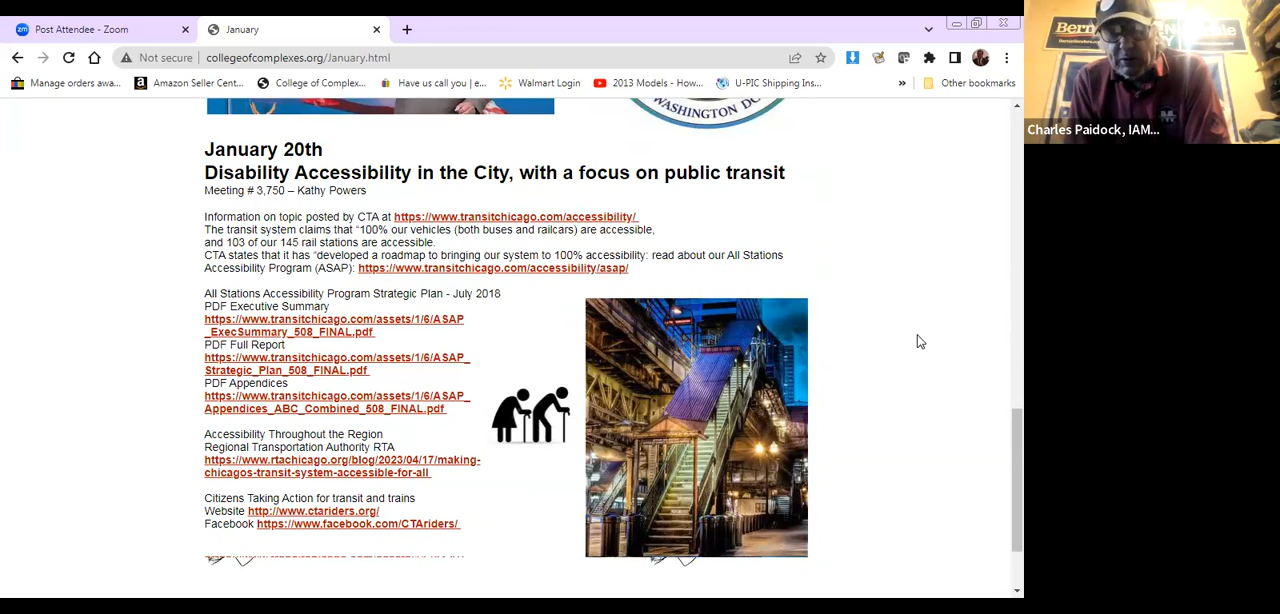 Post Attendee - Zoom
January
Not secure
collegeofcomplexes.org/January.html
Manage orders awa...
Amazon Seller Cent...
College of Complex...
Have us call you | e...
Walmart Login
2013 Models - How...
U-PIC Shipping Ins...
Other bookmarks
WASHINGTON DC
January 20th
Disability Accessibility in the City, with a focus on public transit
Meeting # 3,750 – Kathy Powers
Information on topic posted by CTA at https://www.transitchicago.com/accessibility/
The transit system claims that “100% our vehicles (both buses and railcars) are accessible,
and 103 of our 145 rail stations are accessible.
CTA states that it has “developed a roadmap to bringing our system to 100% accessibility: read about our All Stations
Accessibility Program (ASAP): https://www.transitchicago.com/accessibility/asap/
All Stations Accessibility Program Strategic Plan - July 2018
PDF Executive Summary
https://www.transitchicago.com/assets/1/6/ASAP
_ExecSummary_508_FINAL.pdf
PDF Full Report
https://www.transitchicago.com/assets/1/6/ASAP_
Strategic_Plan_508_FINAL.pdf
PDF Appendices
https://www.transitchicago.com/assets/1/6/ASAP_
Appendices_ABC_Combined_508_FINAL.pdf
Accessibility Throughout the Region
Regional Transportation Authority RTA
https://www.rtachicago.org/blog/2023/04/17/making-
chicagos-transit-system-accessible-for-all
Citizens Taking Action for transit and trains
Website http://www.ctariders.org/
Facebook https://www.facebook.com/CTAriders/
Charles Paidock, IAM...